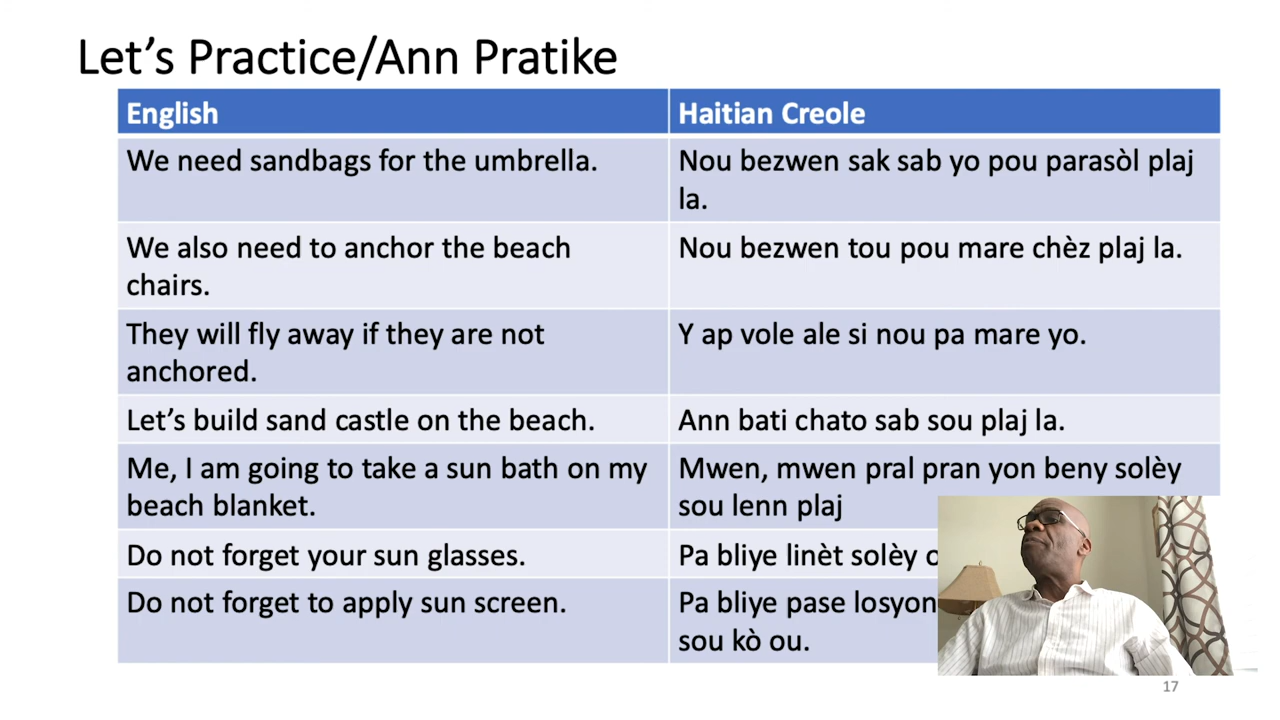 Let's Practice/Ann Pratike
English
Haitian Creole
We need sandbags for the umbrella.
Nou bezwen sak sab yo pou parasòl plaj
la.
We also need to anchor the beach
chairs.
Nou bezwen tou pou mare chèz plaj la.
They will fly away if they are not
anchored.
Y ap vole ale si nou pa mare yo.
Let's build sand castle on the beach.
Ann bati chato sab sou plaj la.
Me, I am going to take a sun bath on my
beach blanket.
Mwen, mwen pral pran yon beny solèy
sou lenn plaj
Do not forget your sun glasses.
Pa bliye linèt solèy
Do not forget to apply sun screen.
Pa bliye pase losyon
sou kò ou.
17